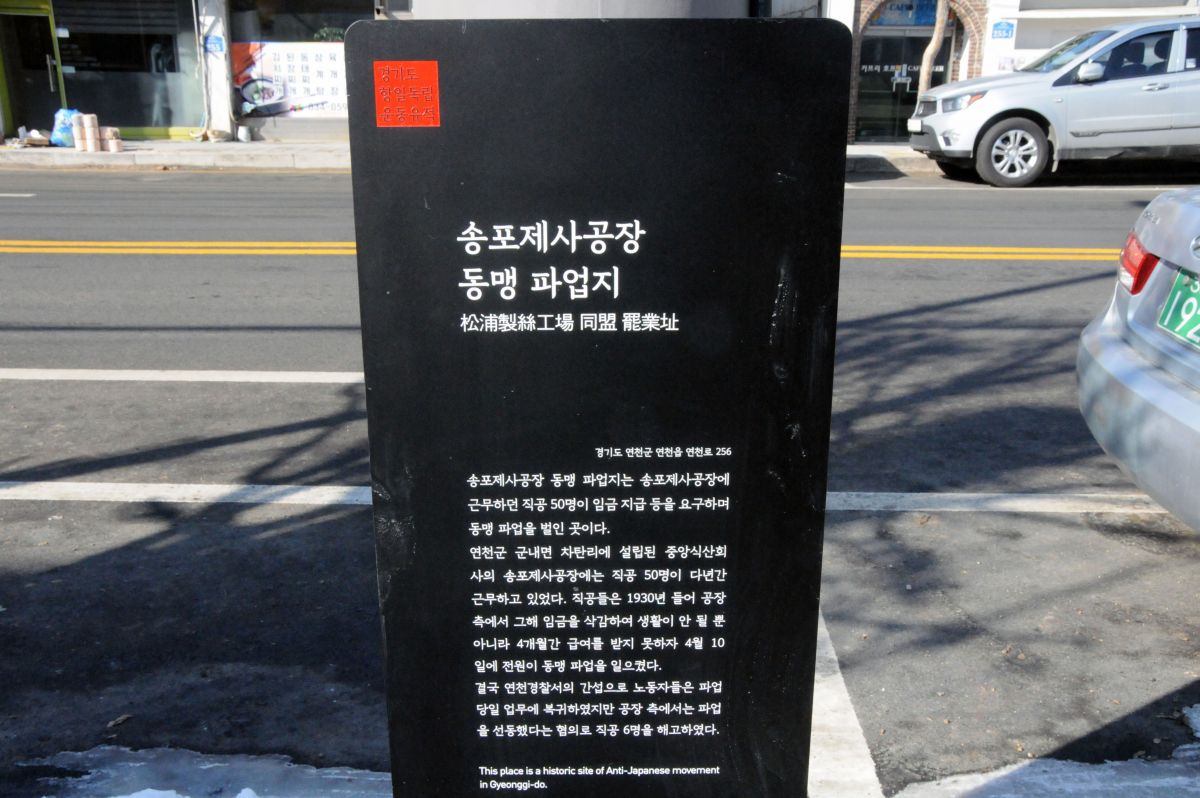 경기도
항일독립
운동유적
송포제사공장
동맹 파업지
松浦製絲工場 同盟 罷業址
경기도 연천군 연천읍 연천로 256
송포제사공장 동맹 파업지는 송포제사공장에
근무하던 직공 50명이 임금 지급 등을 요구하며
동맹 파업을 벌인 곳이다.
연천군 군내면 차탄리에 설립된 중앙식산회
사의 송포제사공장에는 직공 50명이 다년간
근무하고 있었다. 직공들은 1930년 들어 공장
측에서 그해 임금을 삭감하여 생활이 안 될 뿐
아니라 4개월간 급여를 받지 못하자 4월 10
일에 전원이 동맹 파업을 일으켰다.
결국 연천경찰서의 간섭으로 노동자들은 파업
당일 업무에 복귀하였지만 공장 측에서는 파업
을 선동했다는 혐의로 직공 6명을 해고하였다.
This place is a historic site of Anti-Japanese movement
in Gyeonggi-do.
255
255-1